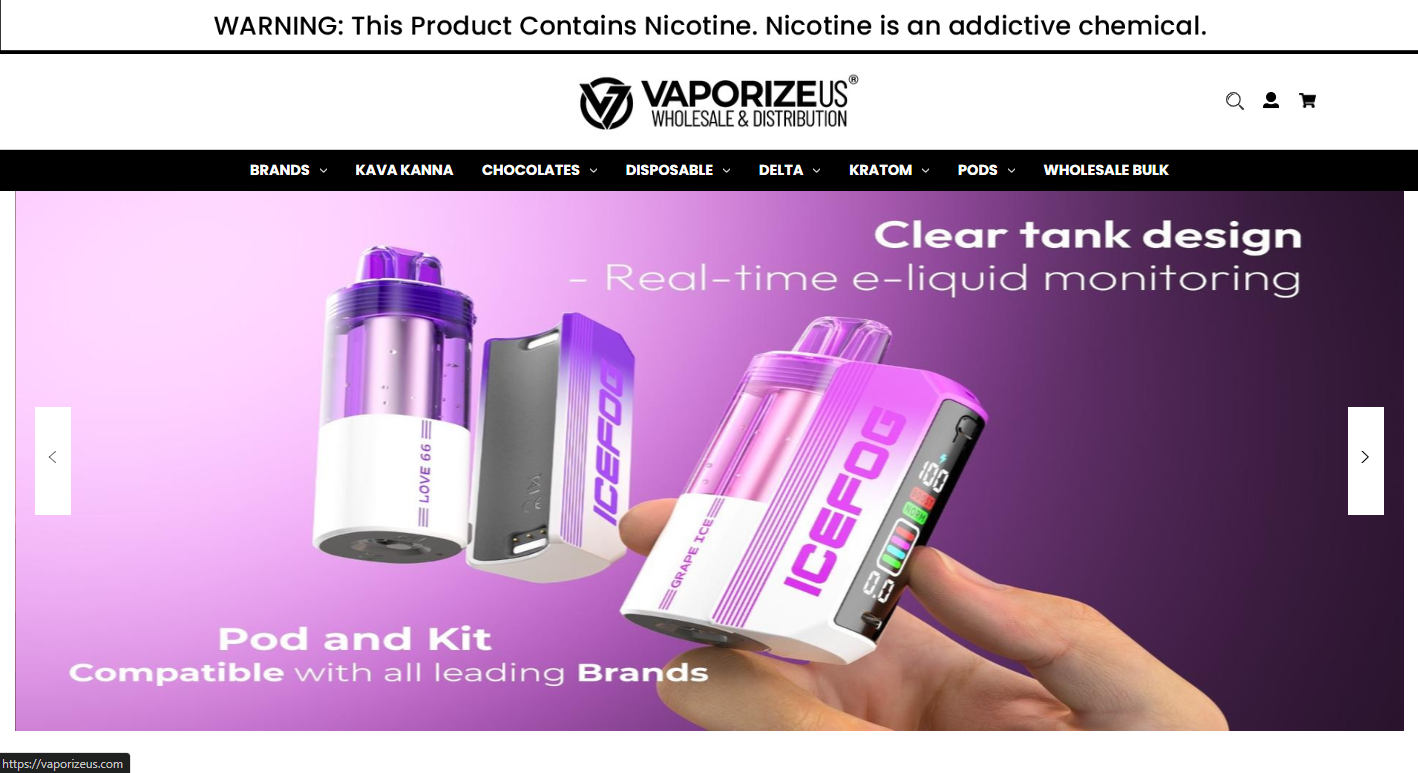 WARNING: This Product Contains Nicotine. Nicotine is an addictive chemical.
VAPORIZEUS®
WHOLESALE & DISTRIBUTION
BRANDS KAVA KANNA CHOCOLATES DISPOSABLE DELTA KRATOM PODS WHOLESALE BULK
Clear tank design
- Real-time e-liquid monitoring
LOVE 66
ICEFOG
GRAPE ICE
ICEFOG
100
BOOST
NORM
Pod and Kit
Compatible with all leading Brands
https://vaporizeus.com